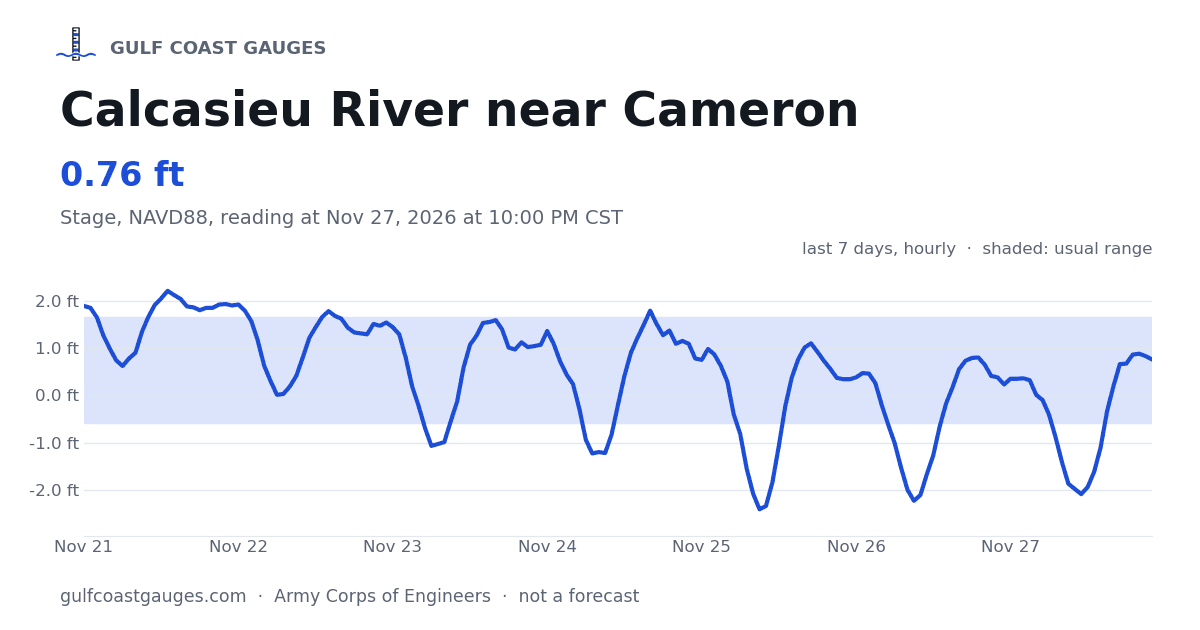 GULF COAST GAUGES
Calcasieu River near Cameron
0.76 ft
Stage, NAVD88, reading at Nov 27, 2026 at 10:00 PM CST
last 7 days, hourly · shaded: usual range
2.0 ft
1.0 ft
0.0 ft
-1.0 ft
-2.0 ft
Nov 21 Nov 22 Nov 23 Nov 24 Nov 25 Nov 26 Nov 27
gulfcoastgauges.com · Army Corps of Engineers · not a forecast